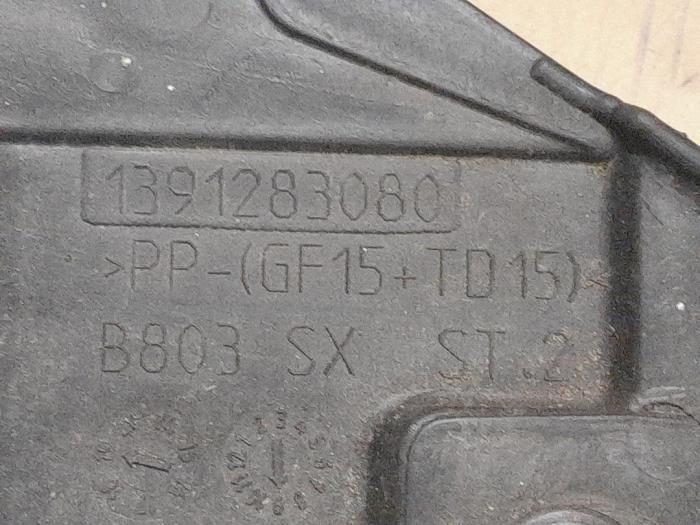 1391283080
>PP-(GF15+TD15)<
B803 SX ST.2